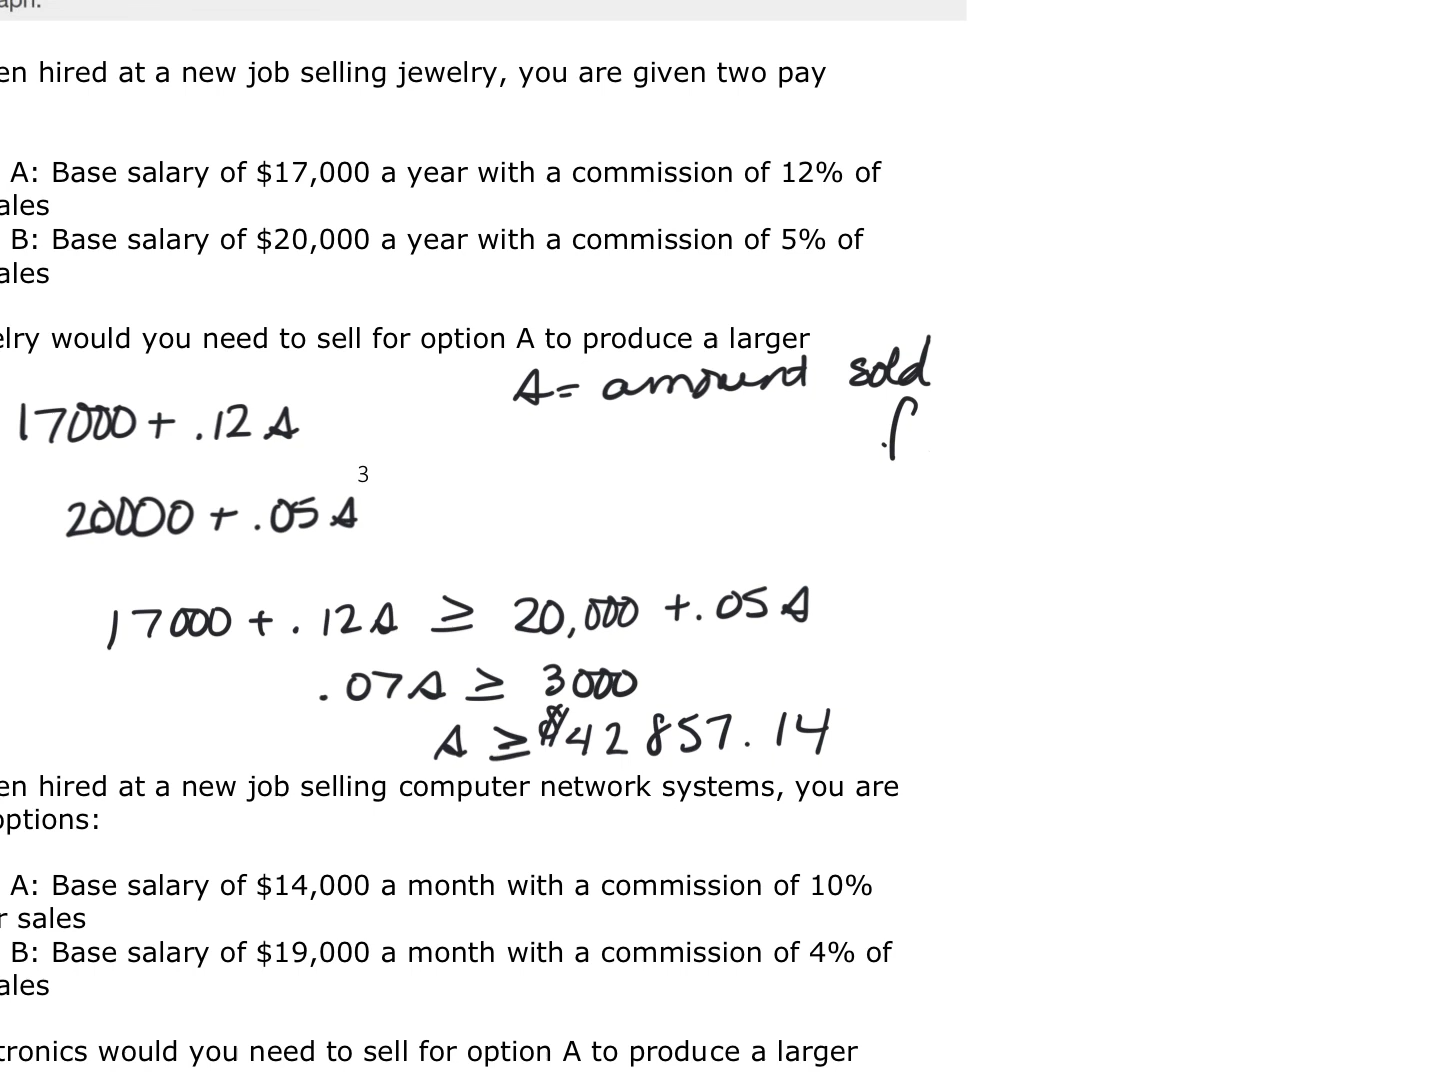 aph.
en hired at a new job selling jewelry, you are given two pay
A: Base salary of $17,000 a year with a commission of 12% of
ales
B: Base salary of $20,000 a year with a commission of 5% of
ales
elry would you need to sell for option A to produce a larger
A = amount sold
17000 + .12 A
3
20000 + .05 A
17000 + .12 A ≥ 20,000 + .05 A
.07 A ≥ 3000
A ≥ $42857.14
en hired at a new job selling computer network systems, you are
options:
A: Base salary of $14,000 a month with a commission of 10%
r sales
B: Base salary of $19,000 a month with a commission of 4% of
ales
tronics would you need to sell for option A to produce a larger